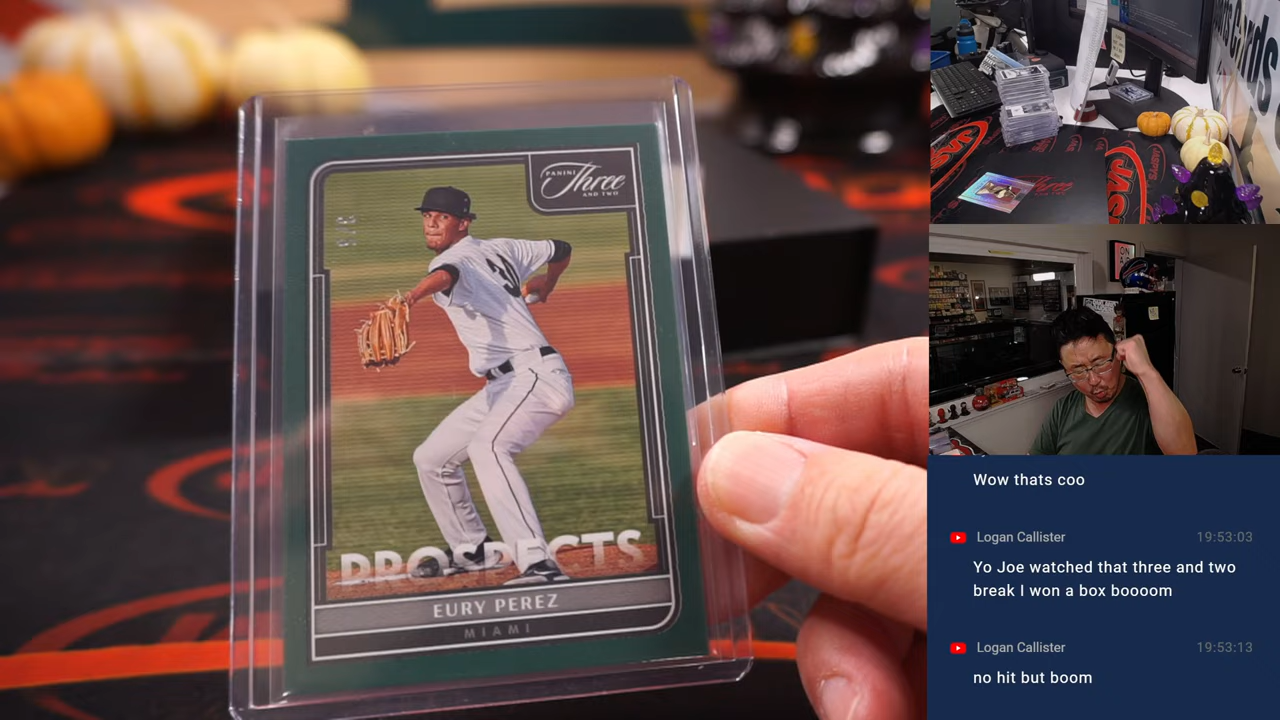 PANINI
Three
AND TWO
PROSPECTS
EURY PEREZ
MIAMI
Three
Wow thats coo
Logan Callister
19:53:03
Yo Joe watched that three and two
break I won a box boooom
Logan Callister
19:53:13
no hit but boom